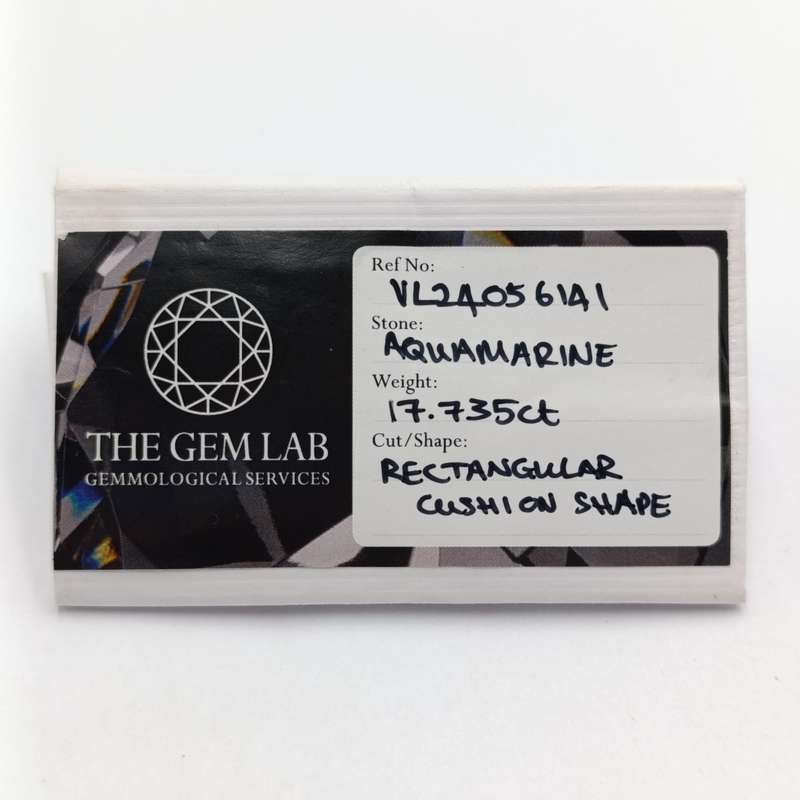 THE GEM LAB
GEMMOLOGICAL SERVICES
Ref No:
VL24056141
Stone:
AQUAMARINE
Weight:
17.735ct
Cut/Shape:
RECTANGULAR
CUSHION SHAPE